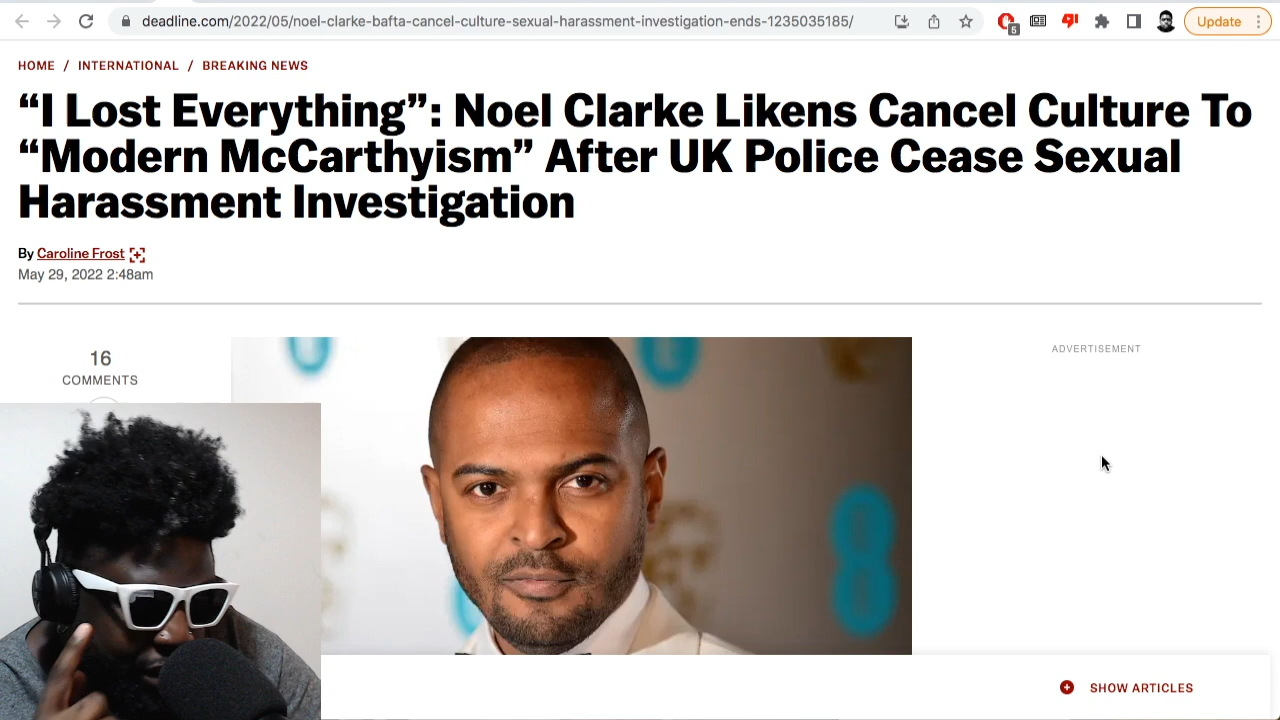 deadline.com/2022/05/noel-clarke-bafta-cancel-culture-sexual-harassment-investigation-ends-1235035185/
5
Update
HOME / INTERNATIONAL / BREAKING NEWS
“I Lost Everything”: Noel Clarke Likens Cancel Culture To
“Modern McCarthyism” After UK Police Cease Sexual
Harassment Investigation
By Caroline Frost
May 29, 2022 2:48am
16
COMMENTS
ADVERTISEMENT
SHOW ARTICLES